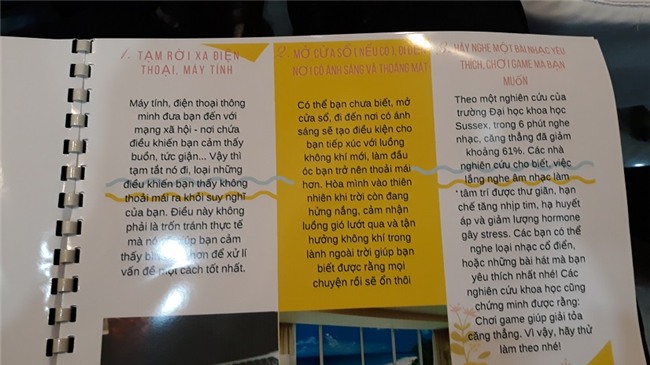 1. TẠM RỜI XA ĐIỆN
THOẠI, MÁY TÍNH
Máy tính, điện thoại thông
minh đưa bạn đến với
mạng xã hội - nơi chứa
điều khiến bạn cảm thấy
buồn, tức giận... Vậy thì
tạm tắt nó đi, loại những
điều khiến bạn thấy không
thoải mái ra khỏi suy nghĩ
của bạn. Điều này không
phải là trốn tránh thực tế
mà nó giúp bạn cảm
thấy hơn để xử lí
vấn đề một cách tốt nhất.
2. MỞ CỬA SỔ (NẾU CÓ), ĐI ĐẾN
NƠI CÓ ÁNH SÁNG VÀ THOÁNG MÁT
Có thể bạn chưa biết, mở
cửa sổ, đi đến nơi có ánh
sáng sẽ tạo điều kiện cho
bạn tiếp xúc với luồng
không khí mới, làm đầu
óc bạn trở nên thoải mái
hơn. Hòa mình vào thiên
nhiên khi trời còn đang
hửng nắng, cảm nhận
luồng gió lướt qua và tận
hưởng không khí trong
lành ngoài trời giúp bạn
biết được rằng mọi
chuyện rồi sẽ ổn thôi
3. HÃY NGHE MỘT BÀI NHẠC YÊU
THÍCH, CHƠI GAME MÀ BẠN
MUỐN
Theo một nghiên cứu của
trường Đại học khoa học
Sussex, trong 6 phút nghe
nhạc, căng thẳng đã giảm
khoảng 61%. Các nhà
nghiên cứu cho biết, việc
lắng nghe âm nhạc làm
tâm trí được thư giãn, hạn
chế tăng nhịp tim, hạ huyết
áp và giảm lượng hormone
gây stress. Các bạn có thể
nghe loại nhạc cổ điển,
hoặc những bài hát mà bạn
yêu thích nhất nhé! Các
nghiên cứu khoa học cũng
chứng minh được rằng:
Chơi game giúp giải tỏa
căng thẳng. Vì vậy, hãy thử
làm theo nhé!